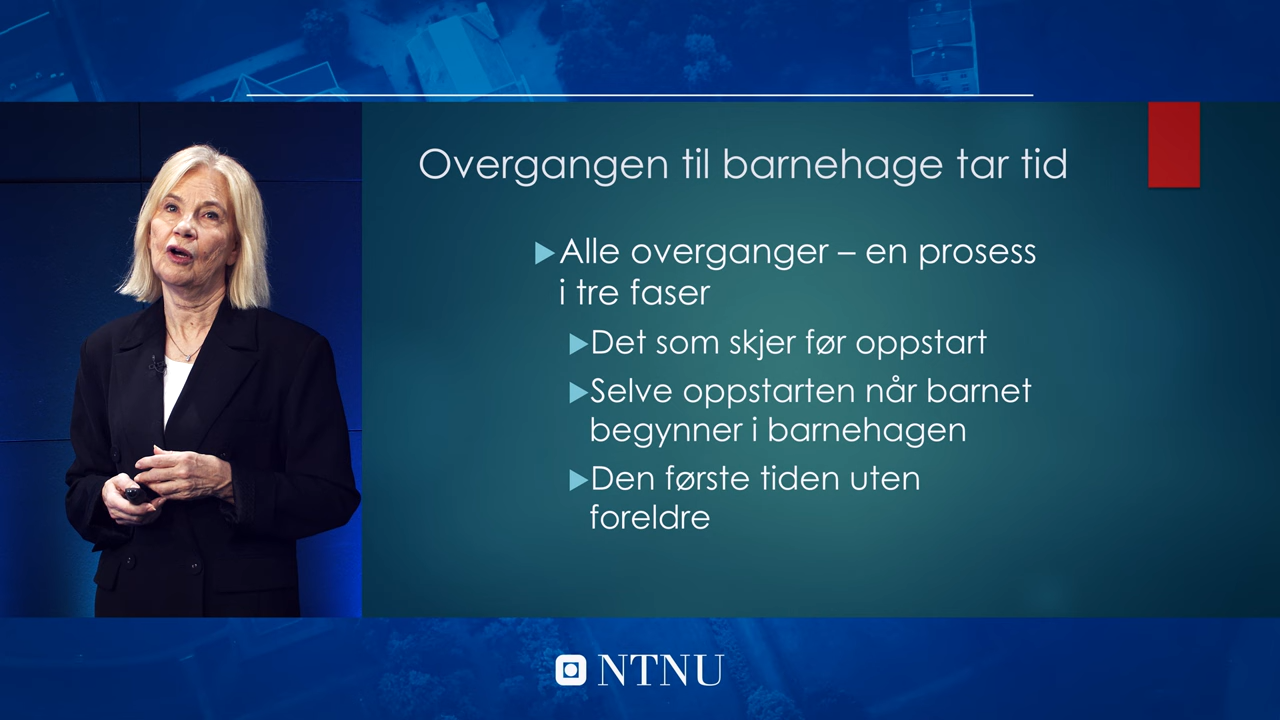 Overgangen til barnehage tar tid
Alle overganger – en prosess
i tre faser
Det som skjer før oppstart
Selve oppstarten når barnet
begynner i barnehagen
Den første tiden uten
foreldre
NTNU